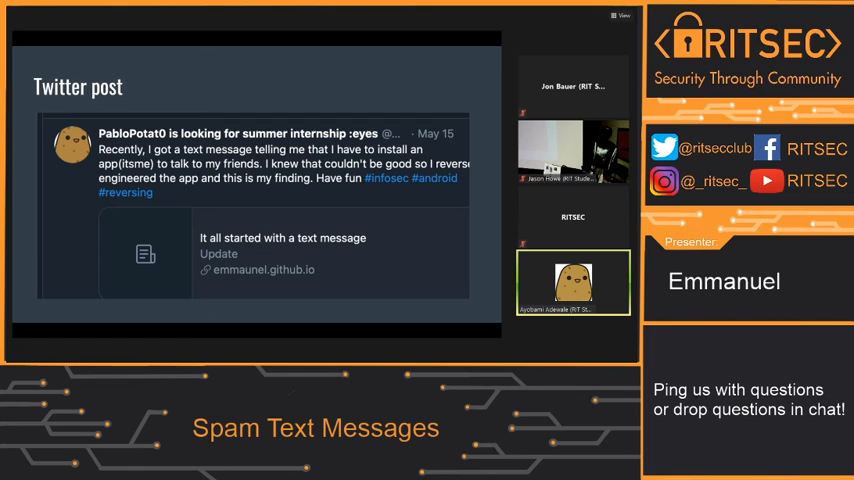 View
<RITSEC>
Security Through Community
Twitter post
PabloPotat0 is looking for summer internship :eyes @... · May 15
Recently, I got a text message telling me that I have to install an
app(itsme) to talk to my friends. I knew that couldn't be good so I revers
engineered the app and this is my finding. Have fun #infosec #android
#reversing
It all started with a text message
Update
emmaunel.github.io
Jon Bauer (RIT S...
Jason Howe (RIT Stude...
RITSEC
Ayobami Adewale (RIT St...
@ritsecclub
RITSEC
@_ritsec_
RITSEC
Presenter:
Emmanuel
Ping us with questions
or drop questions in chat!
Spam Text Messages